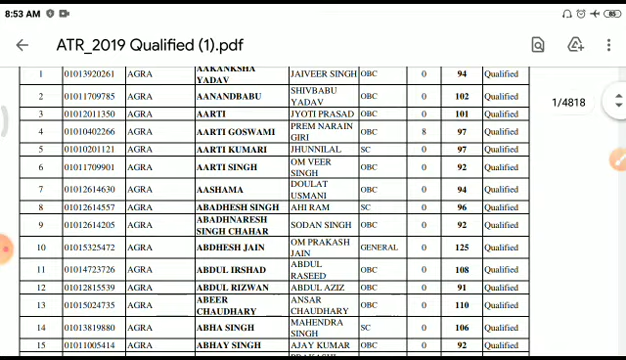 8:53 AM
85
ATR_2019 Qualified (1).pdf
1/4818
1 01013920261 AGRA AAKANKSHA YADAV JAIVEER SINGH OBC 0 94 Qualified
2 01011709785 AGRA AANANDBABU SHIVBABU YADAV OBC 0 102 Qualified
3 01012011350 AGRA AARTI JYOTI PRASAD OBC 0 101 Qualified
4 01010402266 AGRA AARTI GOSWAMI PREM NARAIN GIRI OBC 8 97 Qualified
5 01010201121 AGRA AARTI KUMARI JHUNNILAL SC 0 97 Qualified
6 01011709901 AGRA AARTI SINGH OM VEER SINGH OBC 0 92 Qualified
7 01012614630 AGRA AASHAMA DOULAT USMANI OBC 0 94 Qualified
8 01012614557 AGRA ABADHESH SINGH AHI RAM SC 0 96 Qualified
9 01012614205 AGRA ABADHNARESH SINGH CHAHAR SODAN SINGH OBC 0 92 Qualified
10 01015325472 AGRA ABDHESH JAIN OM PRAKASH JAIN GENERAL 0 125 Qualified
11 01014723726 AGRA ABDUL IRSHAD ABDUL RASEED OBC 0 108 Qualified
12 01012815539 AGRA ABDUL RIZWAN ABDUL AZIZ OBC 0 91 Qualified
13 01015024735 AGRA ABEER CHAUDHARY ANSAR CHAUDHARY OBC 0 110 Qualified
14 01013819880 AGRA ABHA SINGH MAHENDRA SINGH SC 0 106 Qualified
15 01011005414 AGRA ABHAY SINGH AJAY KUMAR OBC 0 92 Qualified